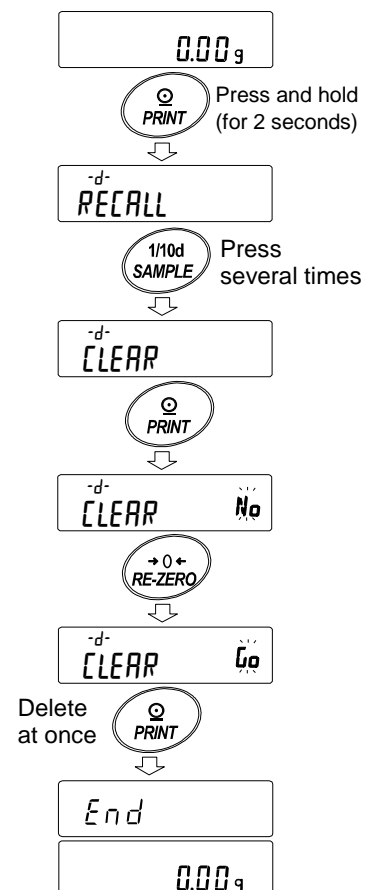 0.00 g
PRINT
Press and hold
(for 2 seconds)
-d-
RECALL
1/10d
SAMPLE
Press
several times
-d-
CLEAR
PRINT
-d-
CLEAR No
→0←
RE-ZERO
-d-
CLEAR Go
Delete
at once
PRINT
End
0.00 g